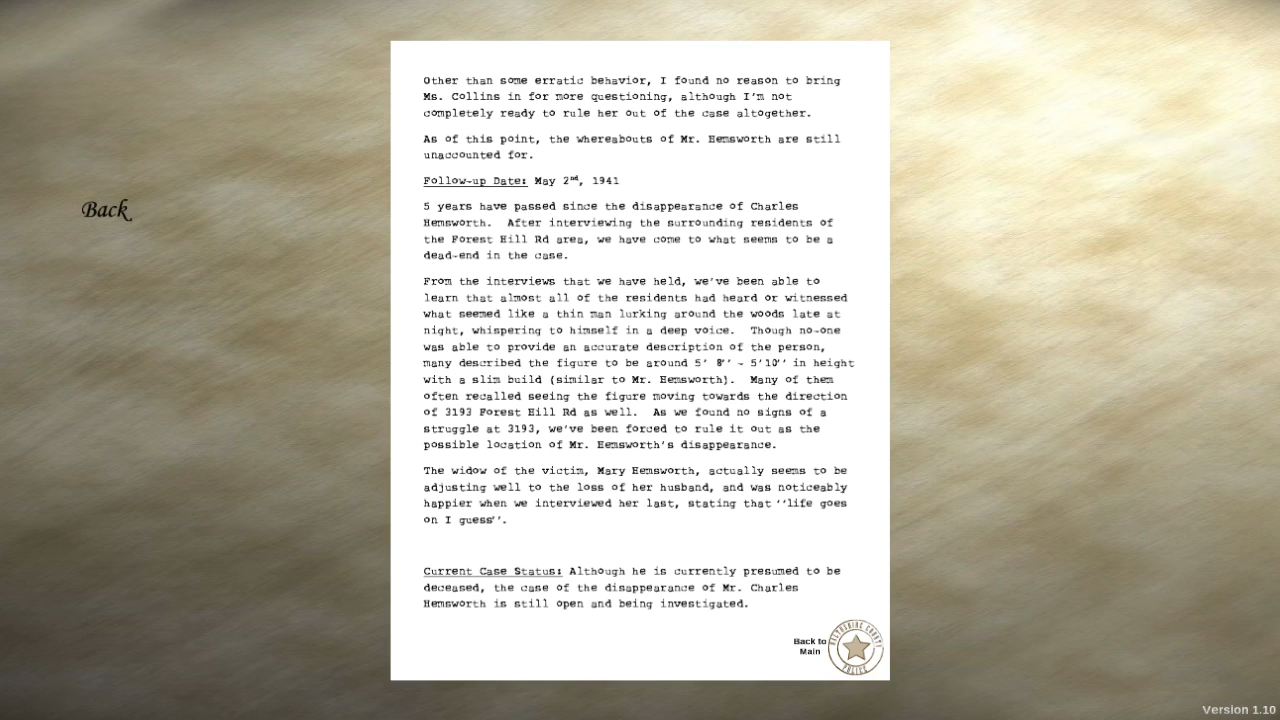 Other than some erratic behavior, I found no reason to bring
Ms. Collins in for more questioning, although I'm not
completely ready to rule her out of the case altogether.
As of this point, the whereabouts of Mr. Hemsworth are still
unaccounted for.
Follow-up Date: May 2nd, 1941
Back
5 years have passed since the disappearance of Charles
Hemsworth.  After interviewing the surrounding residents of
the Forest Hill Rd area, we have come to what seems to be a
dead-end in the case.
From the interviews that we have held, we've been able to
learn that almost all of the residents had heard or witnessed
what seemed like a thin man lurking around the woods late at
night, whispering to himself in a deep voice.  Though no-one
was able to provide an accurate description of the person,
many described the figure to be around 5' 8'' - 5'10'' in height
with a slim build (similar to Mr. Hemsworth).  Many of them
often recalled seeing the figure moving towards the direction
of 3193 Forest Hill Rd as well.  As we found no signs of a
struggle at 3193, we've been forced to rule it out as the
possible location of Mr. Hemsworth's disappearance.
The widow of the victim, Mary Hemsworth, actually seems to be
adjusting well to the loss of her husband, and was noticeably
happier when we interviewed her last, stating that ''life goes
on I guess''.
Current Case Status: Although he is currently presumed to be
deceased, the case of the disappearance of Mr. Charles
Hemsworth is still open and being investigated.
Back to
Main
COUNTY
POLICE
Version 1.10